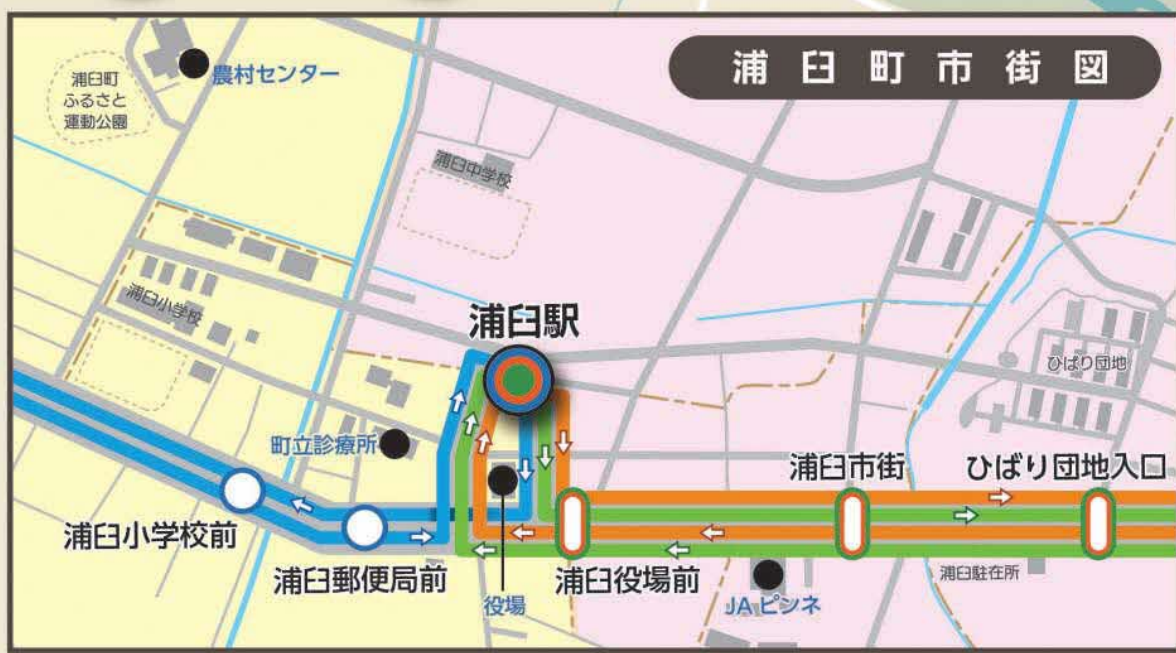 浦臼町市街図
浦臼町
ふるさと
運動公園
農村センター
浦臼中学校
浦臼小学校
浦臼駅
ひばり団地
町立診療所
浦臼市街
ひばり団地入口
浦臼小学校前
浦臼郵便局前
役場
浦臼役場前
JAピンネ
浦臼駐在所